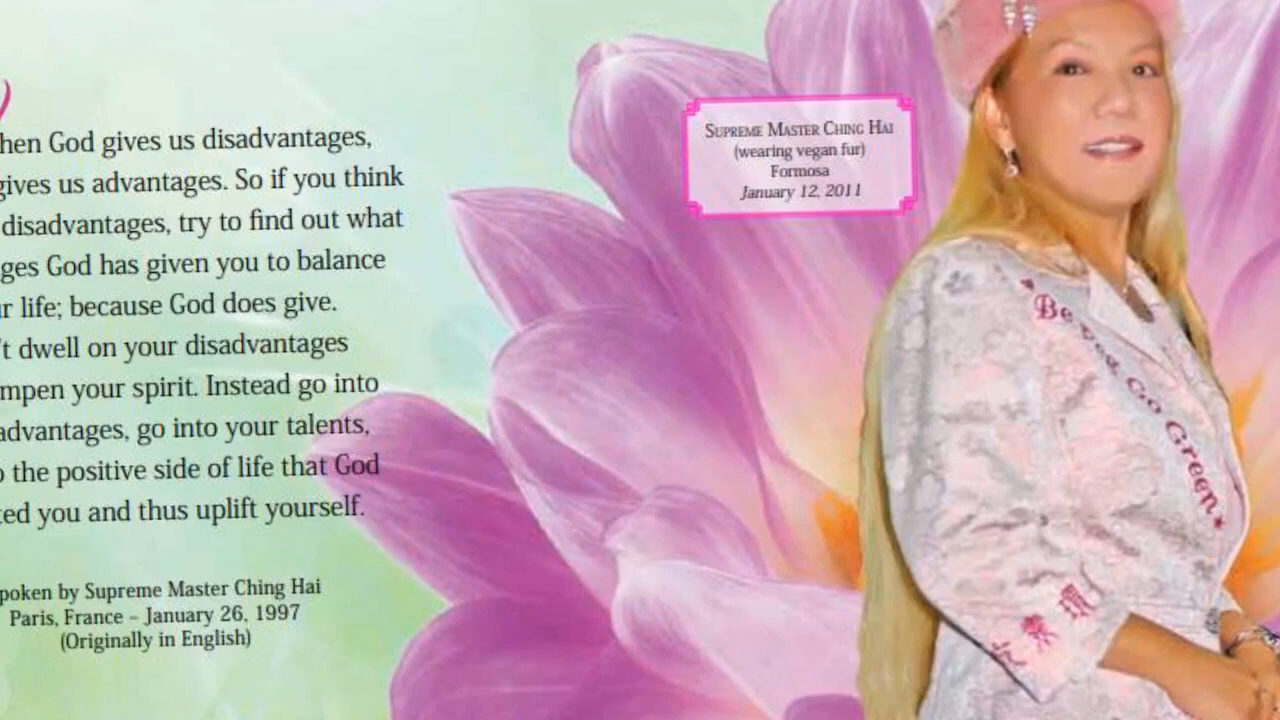 hen God gives us disadvantages,
gives us advantages. So if you think
disadvantages, try to find out what
ges God has given you to balance
r life; because God does give.
't dwell on your disadvantages
mpen your spirit. Instead go into
advantages, go into your talents,
o the positive side of life that God
ted you and thus uplift yourself.
poken by Supreme Master Ching Hai
Paris, France – January 26, 1997
(Originally in English)
SUPREME MASTER CHING HAI
(wearing vegan fur)
Formosa
January 12, 2011
Be Veg Go Green